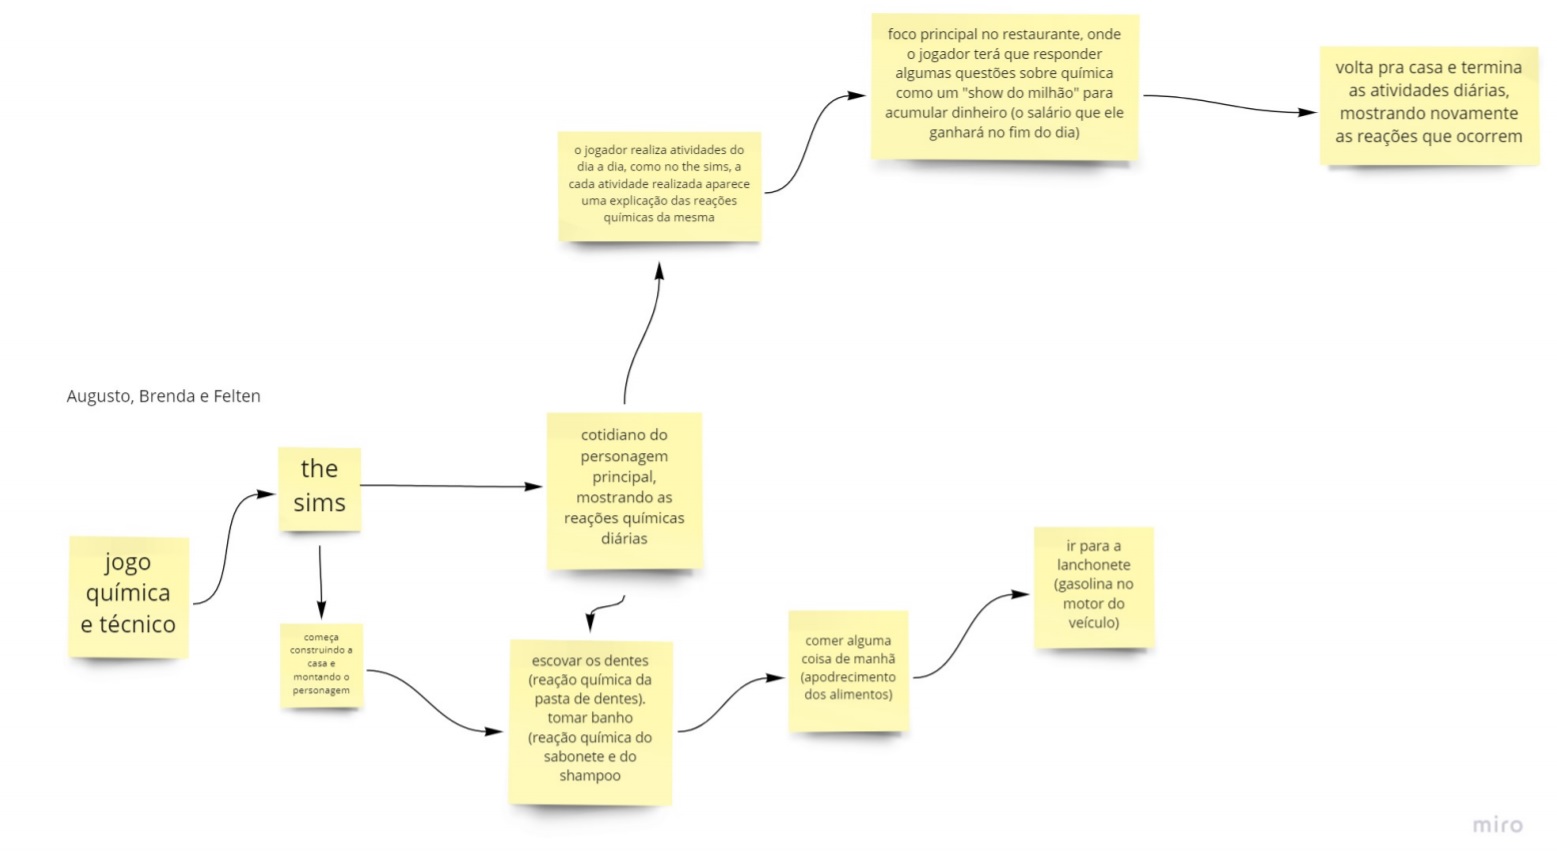 foco principal no restaurante, onde
o jogador terá que responder
algumas questões sobre química
como um "show do milhão" para
acumular dinheiro (o salário que ele
ganhará no fim do dia)
volta pra casa e termina
as atividades diárias,
mostrando novamente
as reações que ocorrem
o jogador realiza atividades do
dia a dia, como no the sims, a
cada atividade realizada aparece
uma explicação das reações
químicas da mesma
Augusto, Brenda e Felten
cotidiano do
personagem
principal,
mostrando as
reações químicas
diárias
the
sims
jogo
química
e técnico
começa
construindo a
casa e
montando o
personagem
escovar os dentes
(reação química da
pasta de dentes).
tomar banho
(reação química do
sabonete e do
shampoo
comer alguma
coisa de manhã
(apodrecimento
dos alimentos)
ir para a
lanchonete
(gasolina no
motor do
veículo)
miro